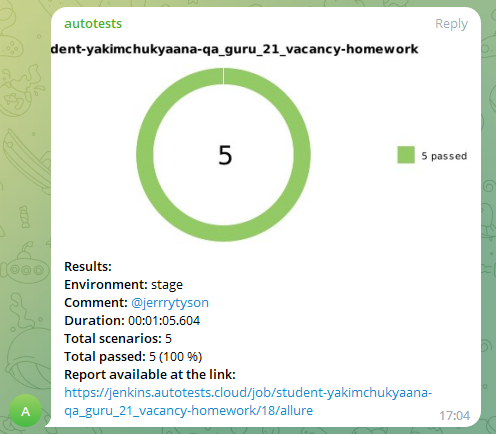 autotests
Reply
dent-yakimchukyaana-qa_guru_21_vacancy-homework
5
5 passed
Results:
Environment: stage
Comment: @jerrrytyson
Duration: 00:01:05.604
Total scenarios: 5
Total passed: 5 (100 %)
Report available at the link:
https://jenkins.autotests.cloud/job/student-yakimchukyaana-
qa_guru_21_vacancy-homework/18/allure
A
17:04